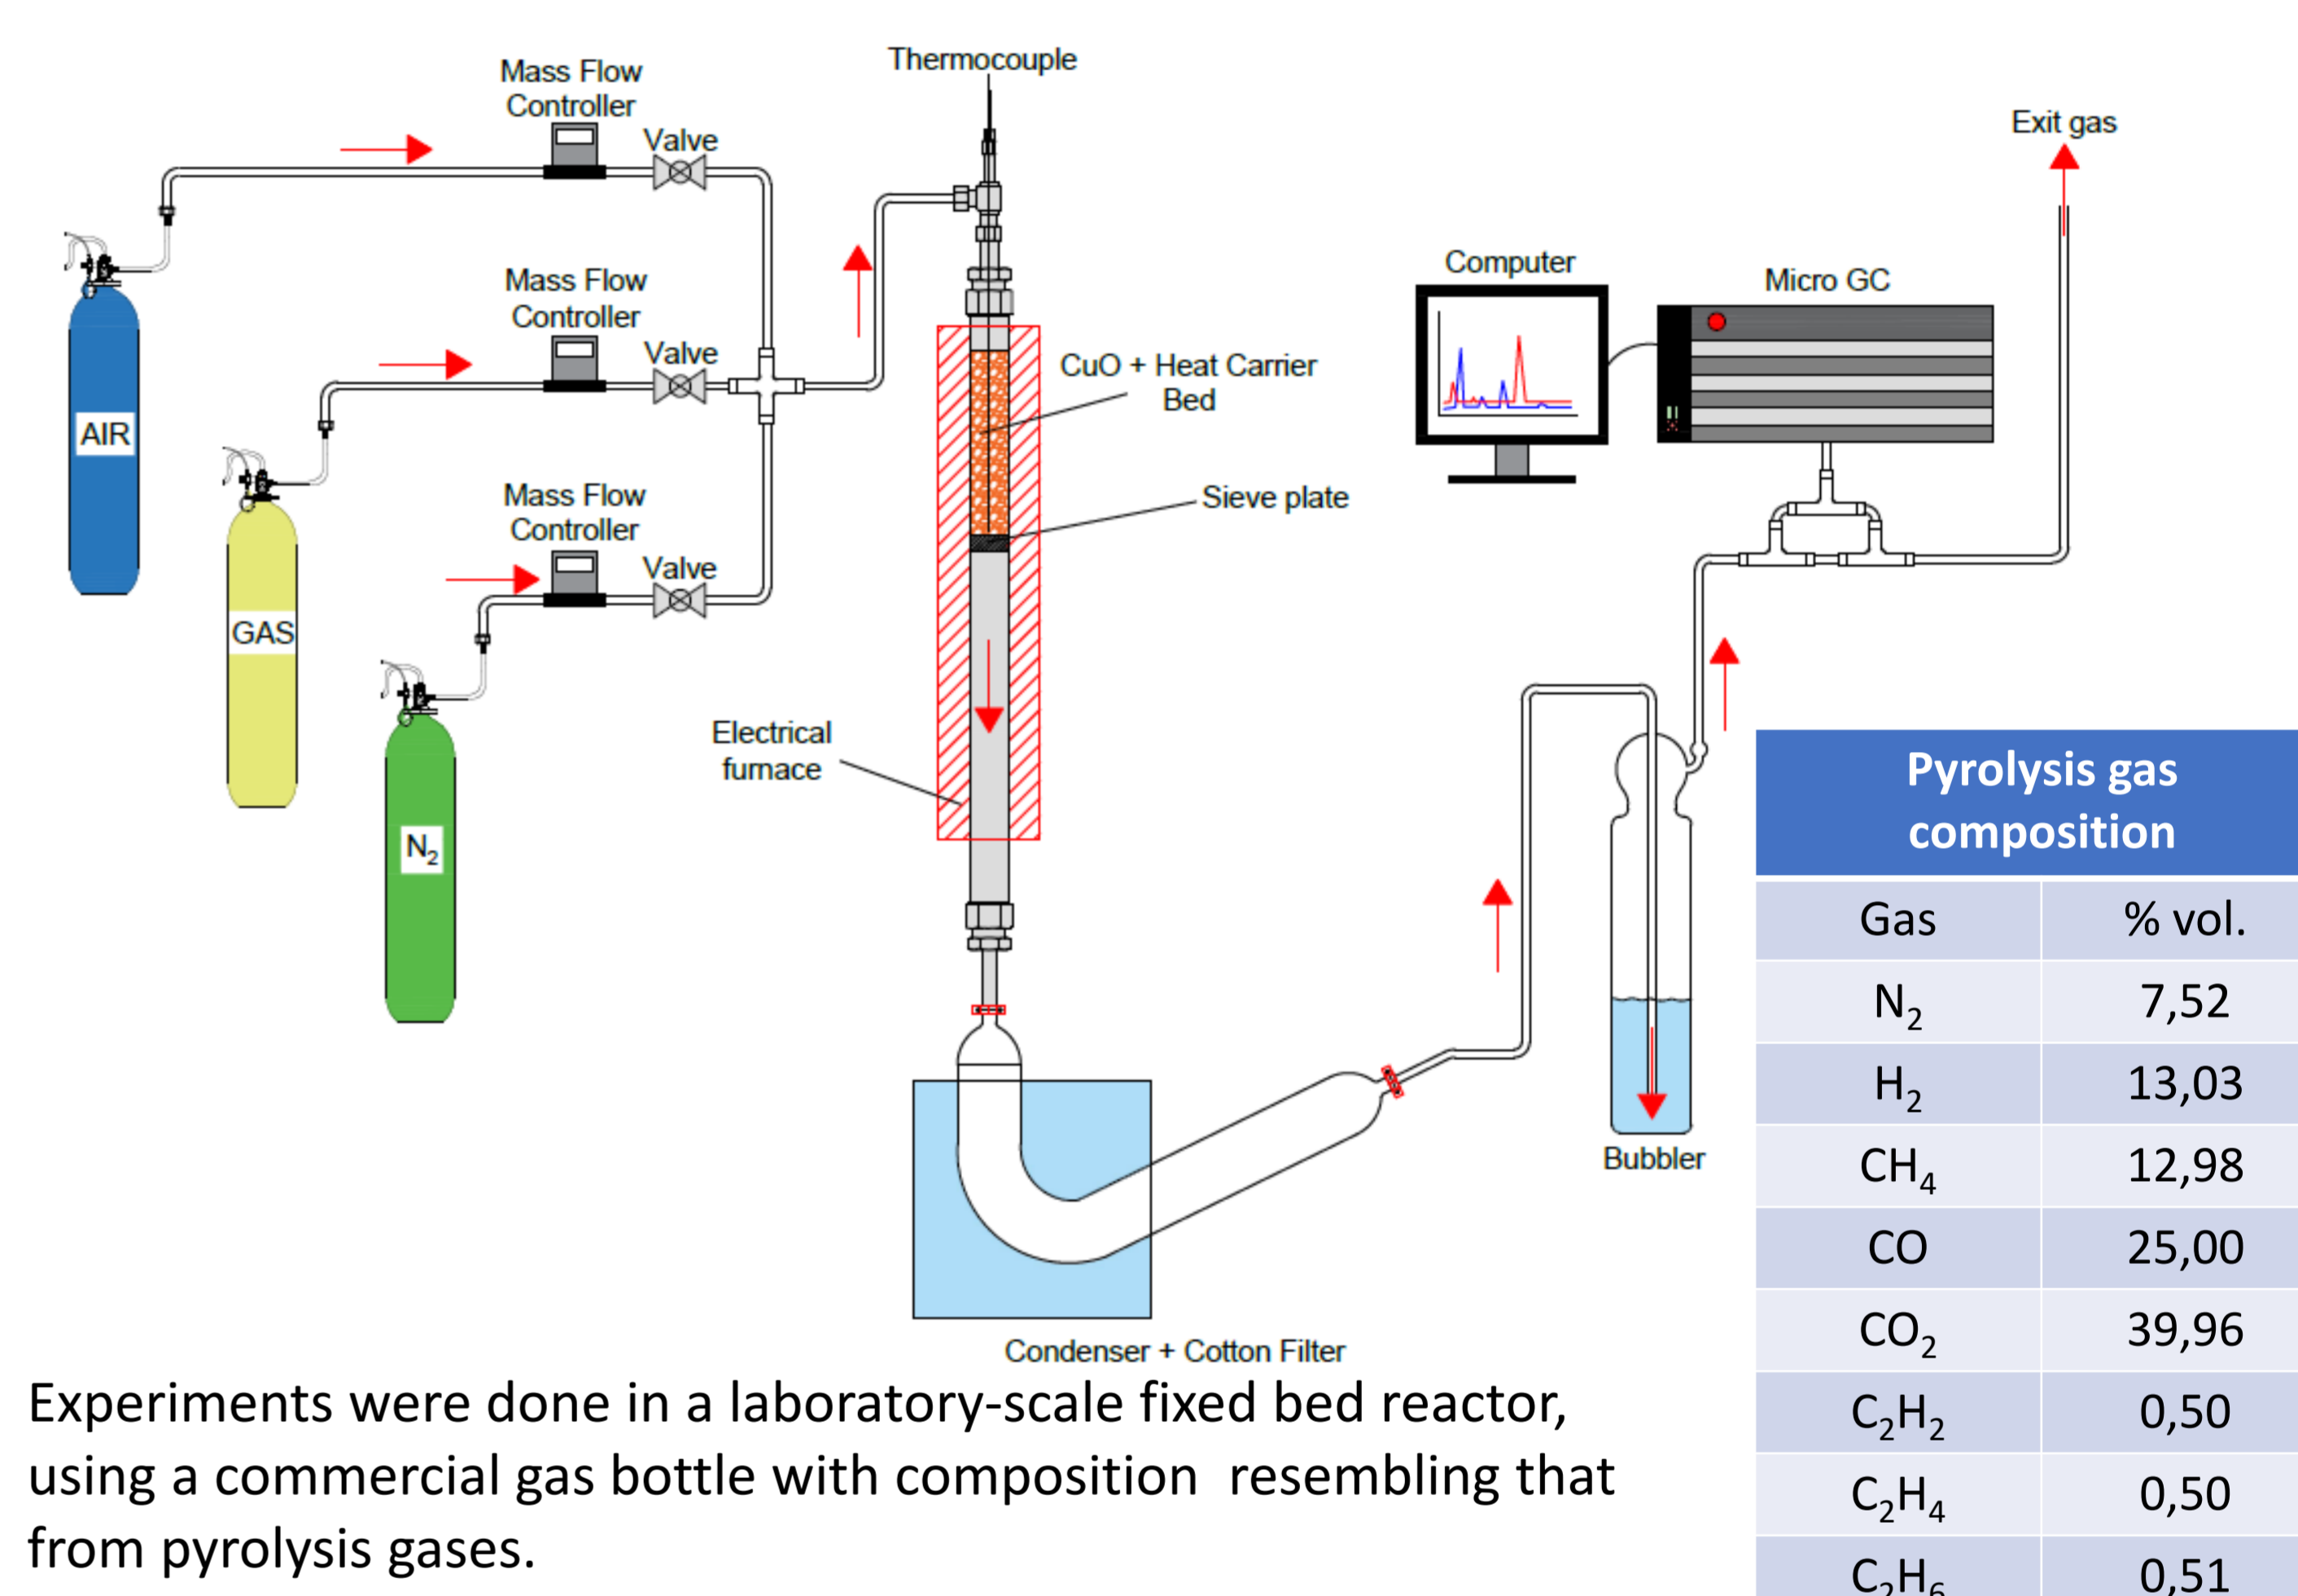 Thermocouple
Mass Flow
Controller
Valve
Exit gas
Mass Flow
Controller
Valve
Computer
Micro GC
CuO + Heat Carrier
Bed
AIR
Mass Flow
Controller
Valve
Sieve plate
GAS
Electrical
furnace
N₂
Bubbler
Condenser + Cotton Filter
Pyrolysis gas
composition
Gas % vol.
N₂ 7,52
H₂ 13,03
CH₄ 12,98
CO 25,00
CO₂ 39,96
C₂H₂ 0,50
C₂H₄ 0,50
C₂H₆ 0,51
Experiments were done in a laboratory-scale fixed bed reactor,
using a commercial gas bottle with composition  resembling that
from pyrolysis gases.